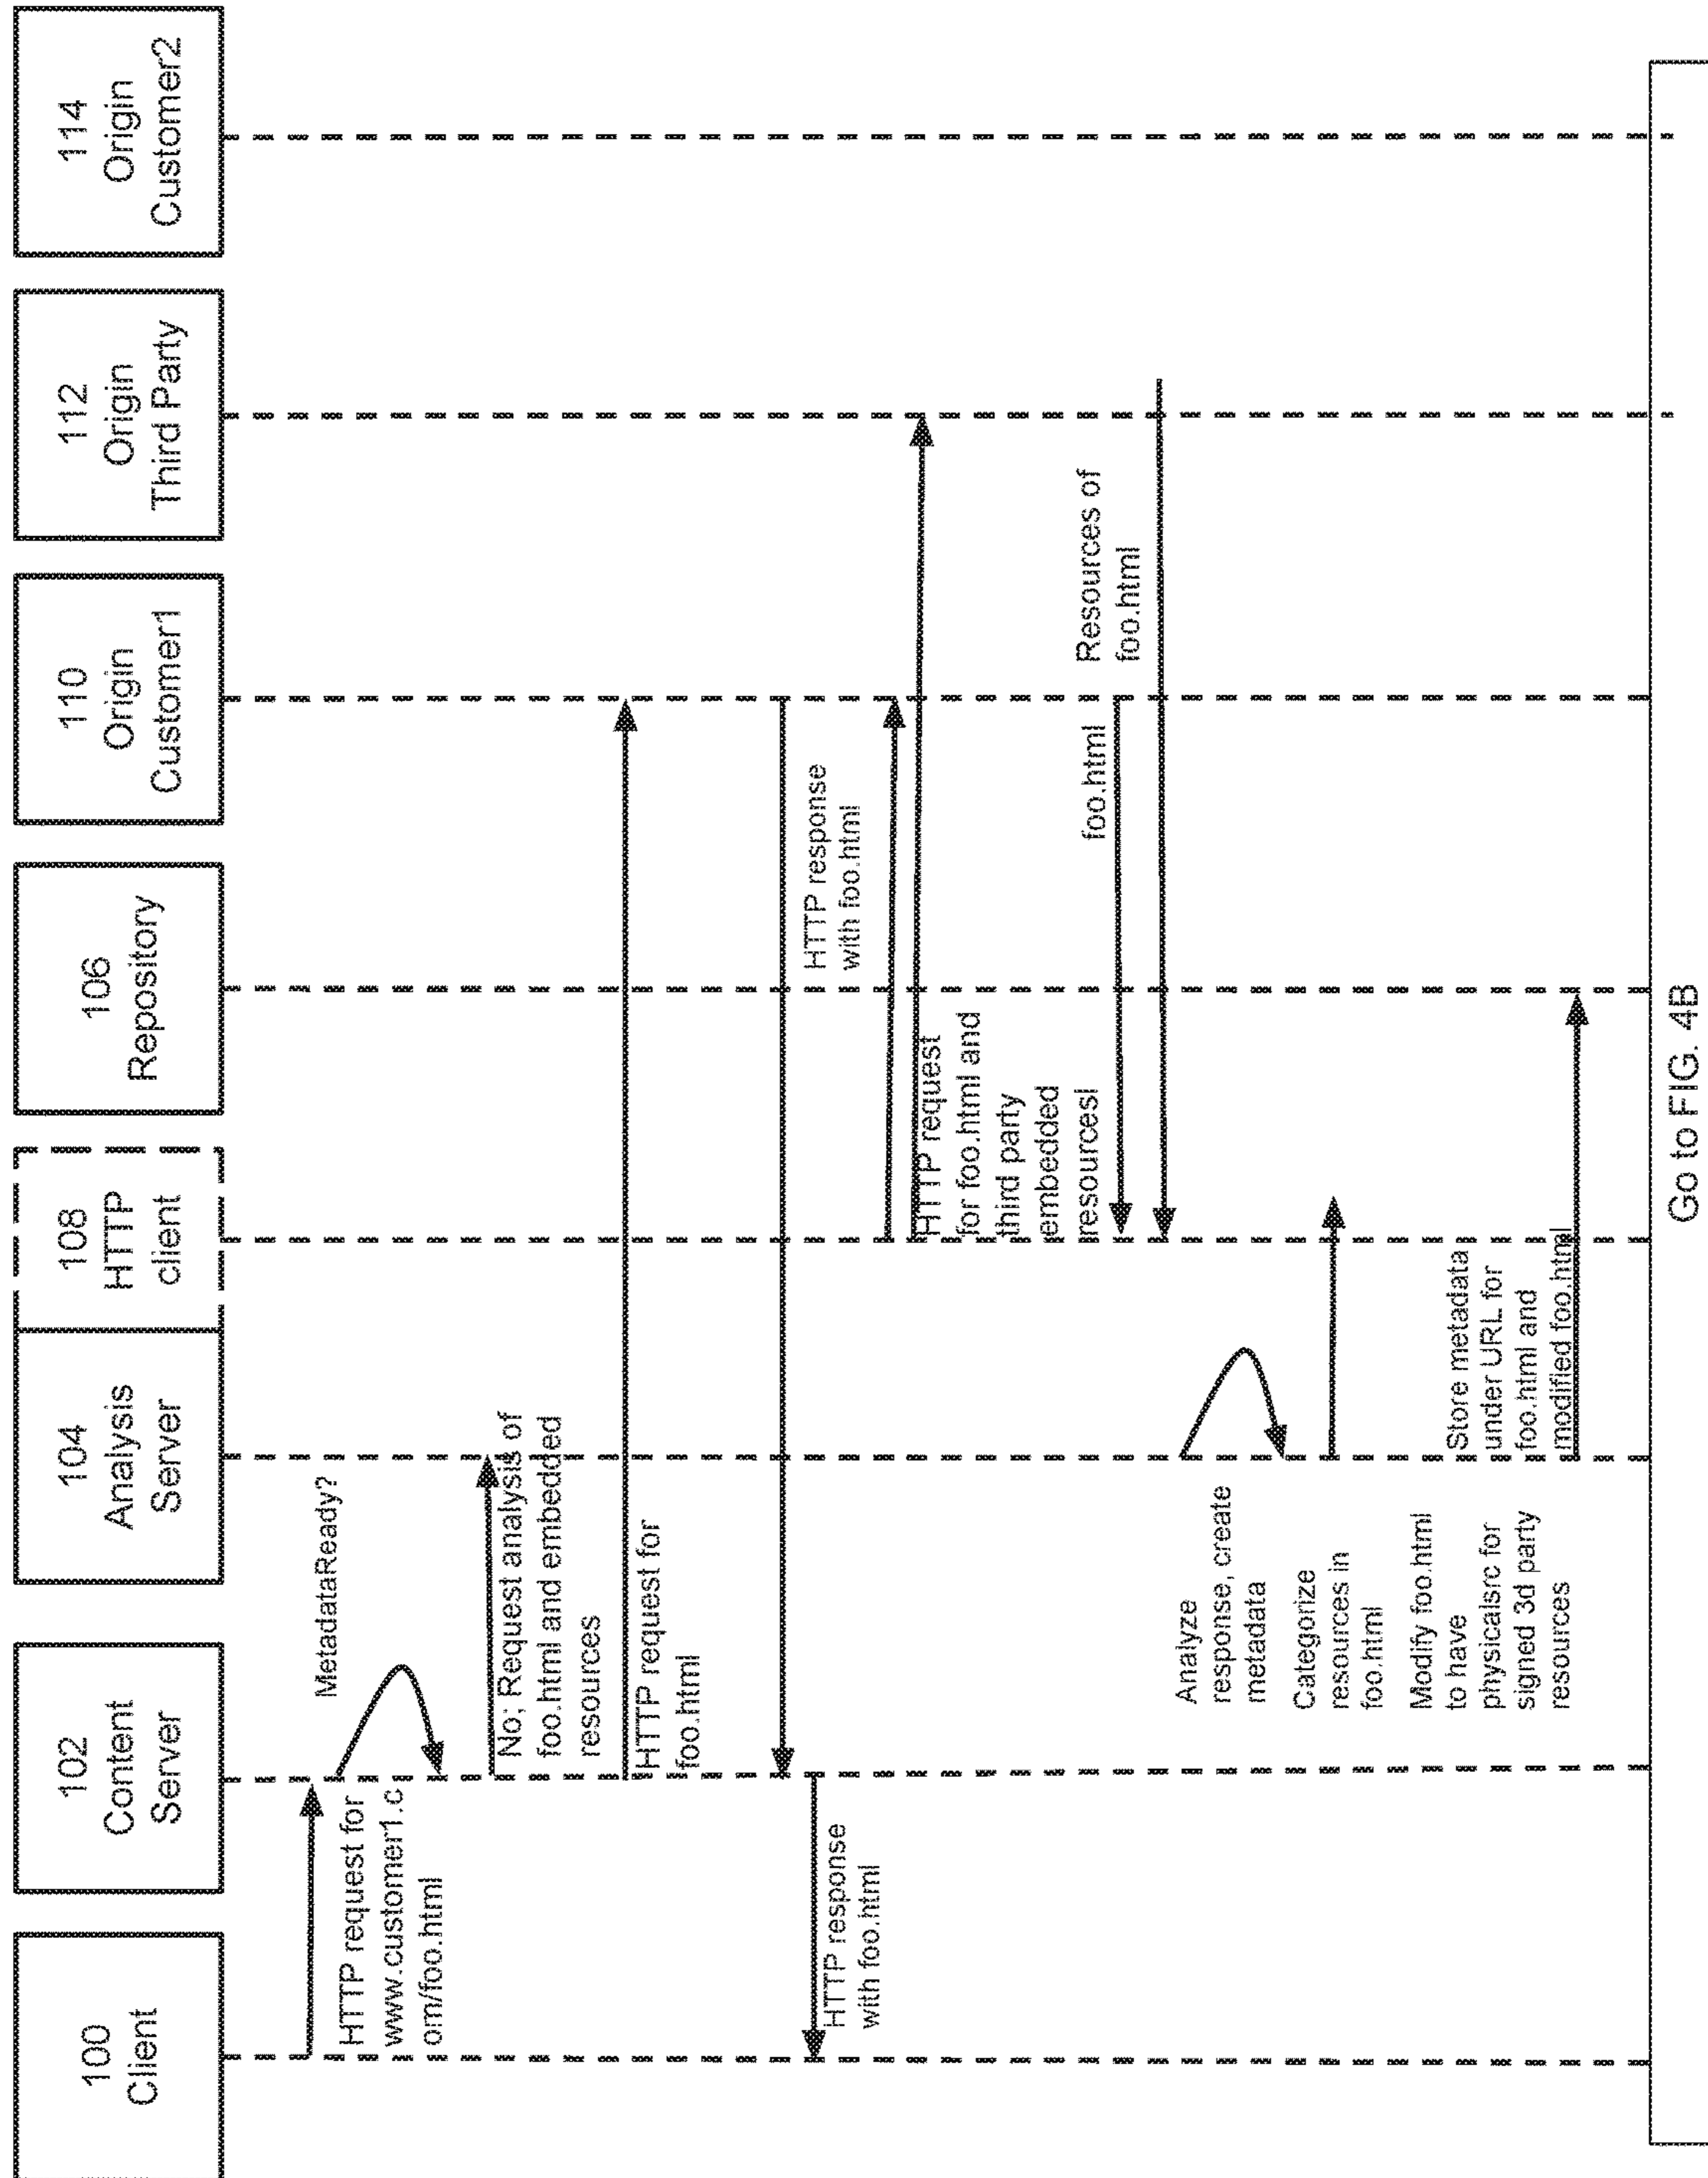 100
Client
102
Content
Server
104
Analysis
Server
108
HTTP
client
106
Repository
110
Origin
Customer1
112
Origin
Third Party
114
Origin
Customer2
HTTP request for
www.customer1.c
om/foo.html
MetadataReady?
No; Request analysis of
foo.html and embedded
resources
HTTP request for
foo.html
HTTP response
with foo.html
HTTP response
with foo.html
HTTP request
for foo.html and
third party
embedded
resourcesl
foo.html
Resources of
foo.html
Analyze
response, create
metadata
Categorize
resources in
foo.html
Modify foo.html
to have
physicalsrc for
signed 3d party
resources
Store metadata
under URL for
foo.html and
modified foo.html
Go to FIG. 4B